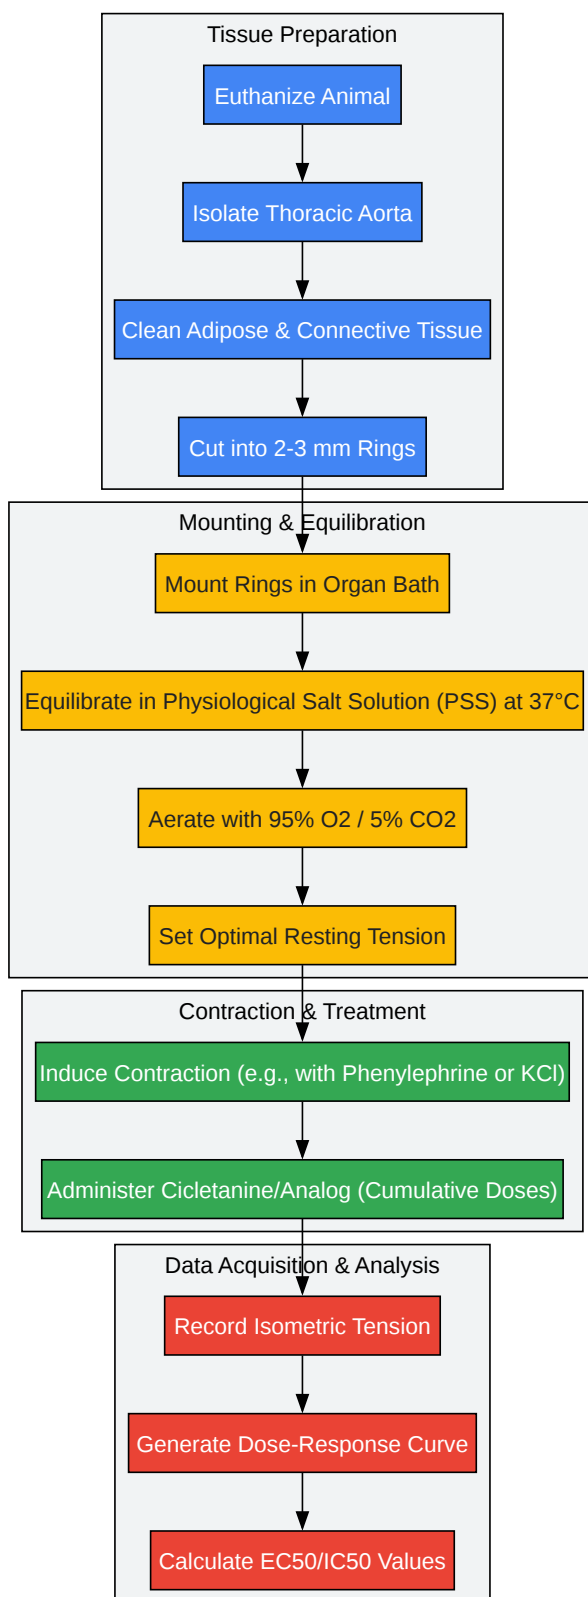 Tissue Preparation
Euthanize Animal
Isolate Thoracic Aorta
Clean Adipose & Connective Tissue
Cut into 2-3 mm Rings
Mounting & Equilibration
Mount Rings in Organ Bath
Equilibrate in Physiological Salt Solution (PSS) at 37°C
Aerate with 95% O2 / 5% CO2
Set Optimal Resting Tension
Contraction & Treatment
Induce Contraction (e.g., with Phenylephrine or KCl)
Administer Cicletanine/Analog (Cumulative Doses)
Data Acquisition & Analysis
Record Isometric Tension
Generate Dose-Response Curve
Calculate EC50/IC50 Values